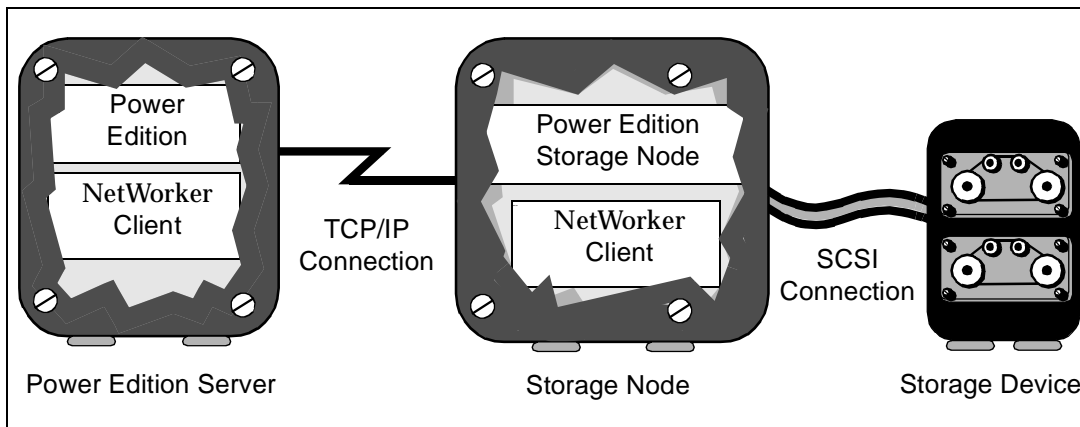 Power
Edition
NetWorker
Client
Power Edition Server
TCP/IP
Connection
Power Edition
Storage Node
NetWorker
Client
Storage Node
SCSI
Connection
Storage Device